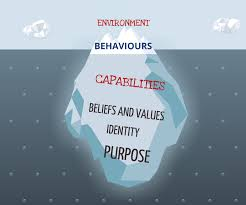 ENVIRONMENT
BEHAVIOURS
CAPABILITIES
BELIEFS AND VALUES
IDENTITY
PURPOSE